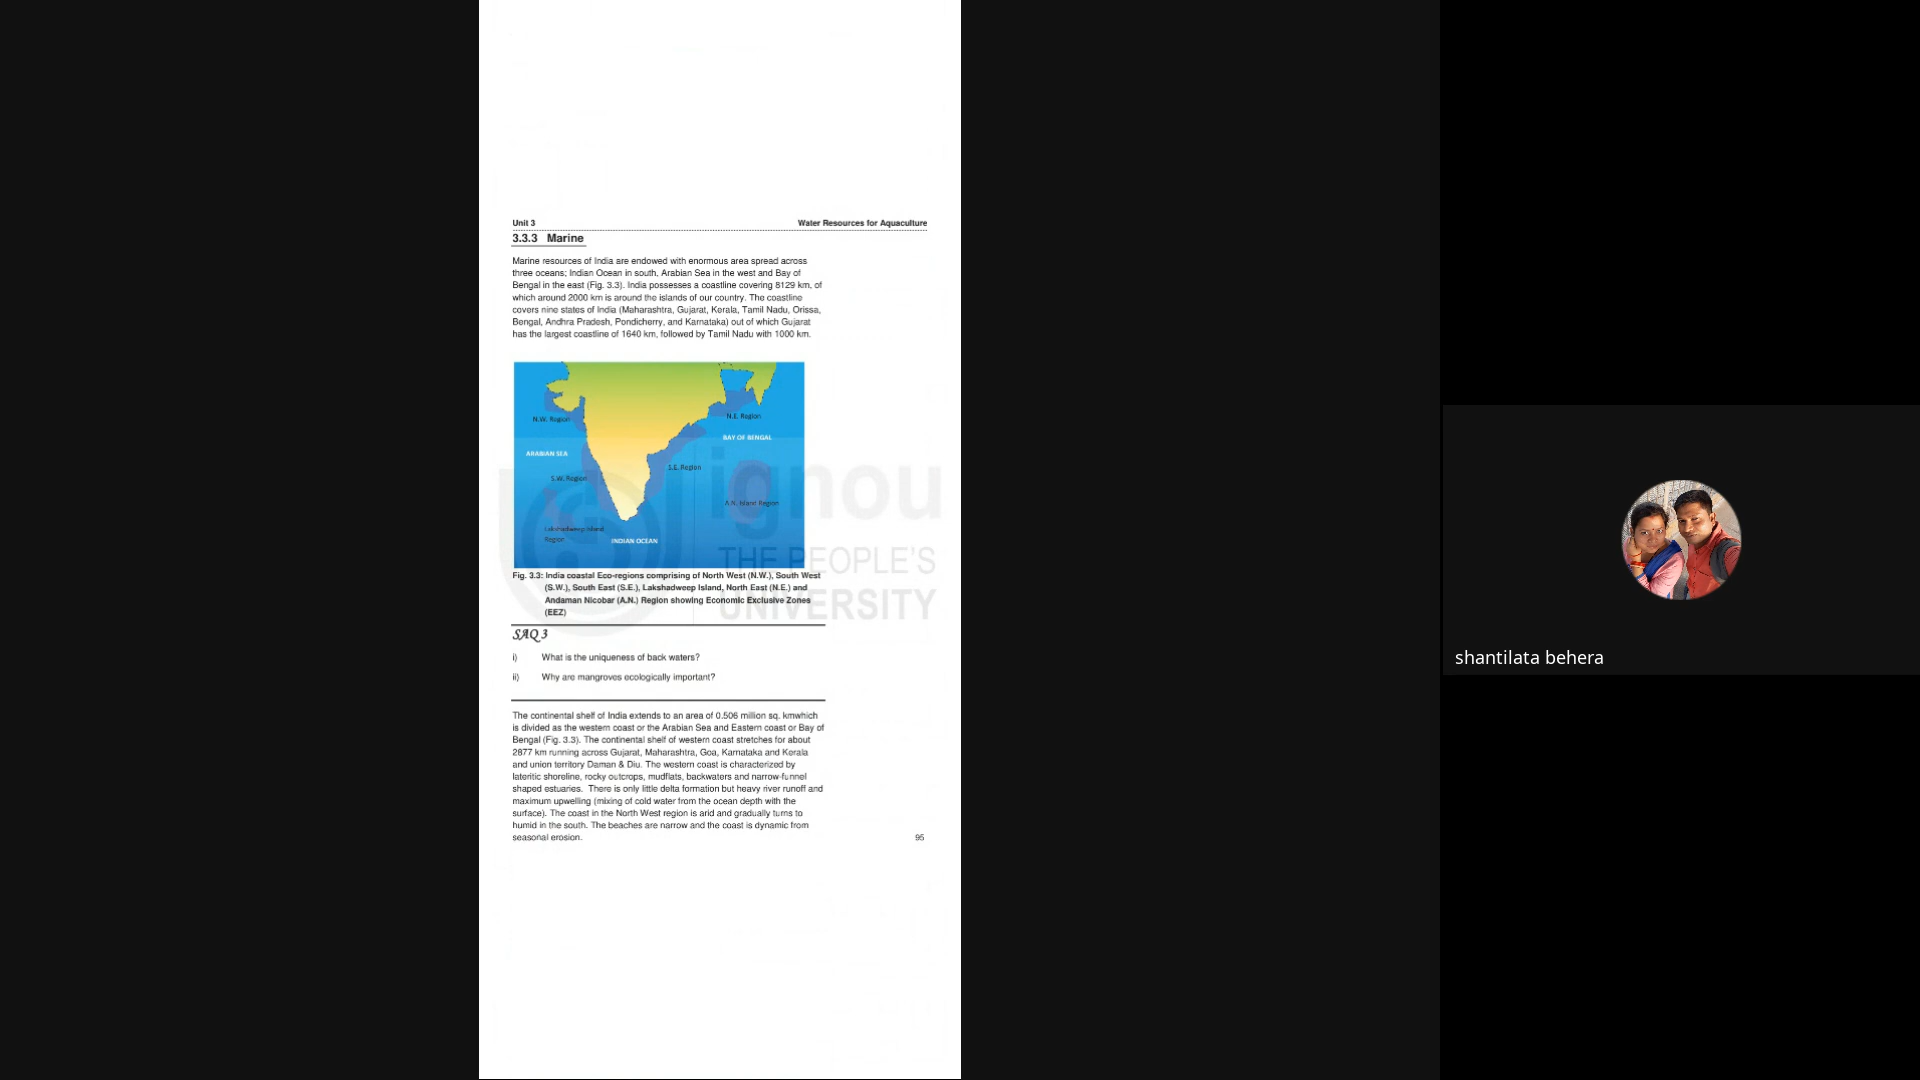 Unit 3
Water Resources for Aquaculture
3.3.3 Marine
Marine resources of India are endowed with enormous area spread across
three oceans; Indian Ocean in south, Arabian Sea in the west and Bay of
Bengal in the east (Fig. 3.3). India possesses a coastline covering 8129 km, of
which around 2000 km is around the islands of our country. The coastline
covers nine states of India (Maharashtra, Gujarat, Kerala, Tamil Nadu, Orissa,
Bengal, Andhra Pradesh, Pondicherry, and Karnataka) out of which Gujarat
has the largest coastline of 1640 km, followed by Tamil Nadu with 1000 km.
N.W. Region
N.E. Region
BAY OF BENGAL
ARABIAN SEA
S.E. Region
S.W. Region
A.N. Island Region
Lakshadweep Island
Region
INDIAN OCEAN
ignou
THE PEOPLE'S
UNIVERSITY
Fig. 3.3: India coastal Eco-regions comprising of North West (N.W.), South West
(S.W.), South East (S.E.), Lakshadweep Island, North East (N.E.) and
Andaman Nicobar (A.N.) Region showing Economic Exclusive Zones
(EEZ)
SAQ 3
i) What is the uniqueness of back waters?
ii) Why are mangroves ecologically important?
The continental shelf of India extends to an area of 0.506 million sq. kmwhich
is divided as the western coast or the Arabian Sea and Eastern coast or Bay of
Bengal (Fig. 3.3). The continental shelf of western coast stretches for about
2877 km running across Gujarat, Maharashtra, Goa, Karnataka and Kerala
and union territory Daman & Diu. The western coast is characterized by
lateritic shoreline, rocky outcrops, mudflats, backwaters and narrow-funnel
shaped estuaries. There is only little delta formation but heavy river runoff and
maximum upwelling (mixing of cold water from the ocean depth with the
surface). The coast in the North West region is arid and gradually turns to
humid in the south. The beaches are narrow and the coast is dynamic from
seasonal erosion.
95
shantilata behera